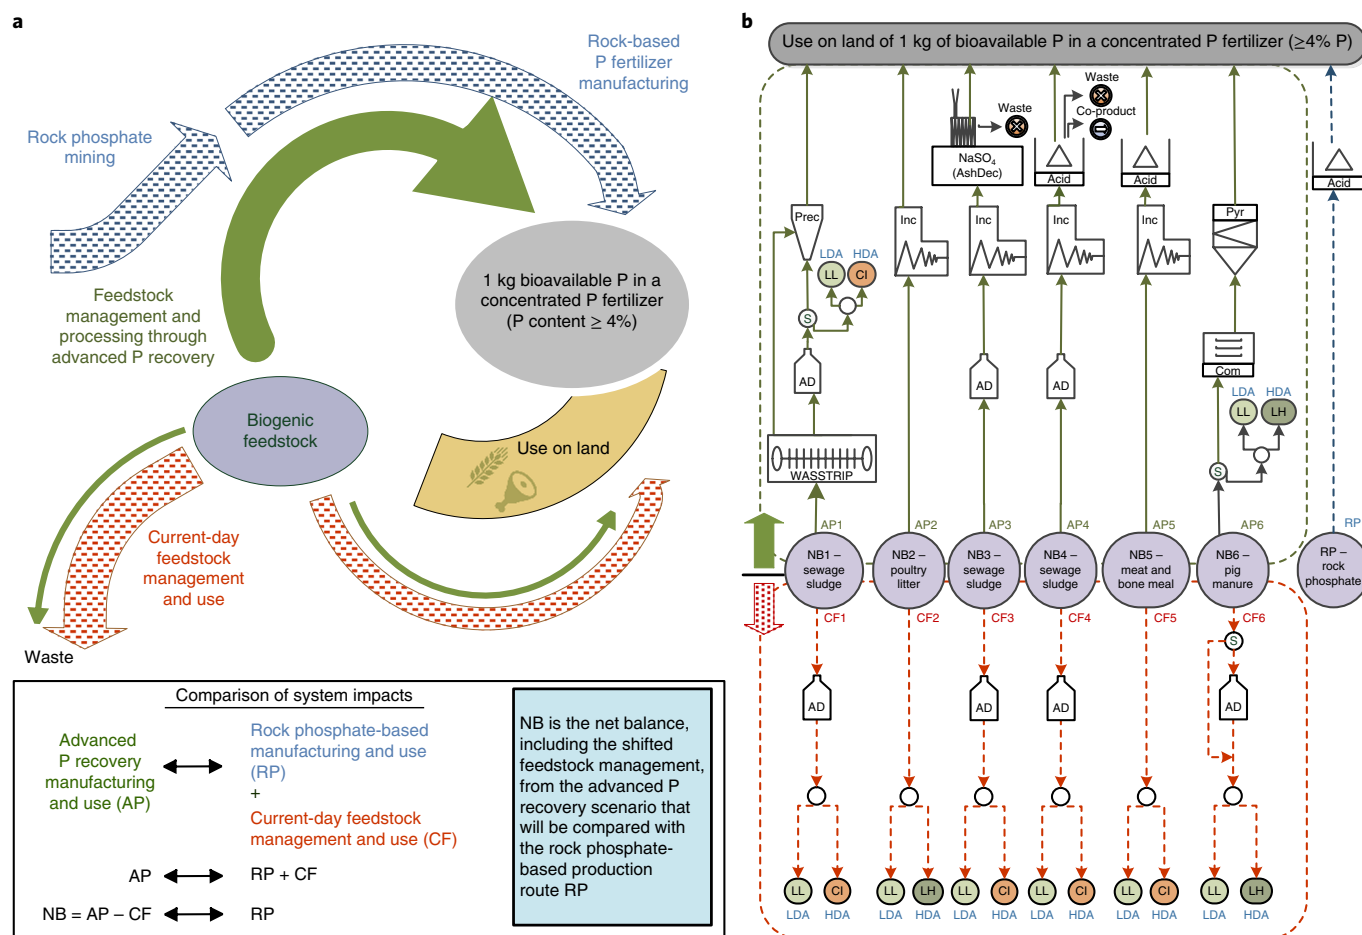 a
Rock-based
P fertilizer
manufacturing
Rock phosphate
mining
Feedstock
management and
processing through
advanced P recovery
1 kg bioavailable P in a
concentrated P fertilizer
(P content ≥ 4%)
Biogenic
feedstock
Use on land
Current-day
feedstock
management
and use
Waste
Comparison of system impacts
Advanced
P recovery
manufacturing
and use (AP)
Rock phosphate-based
manufacturing and use
(RP)
+
Current-day feedstock
management and use (CF)
AP
RP + CF
NB = AP – CF
RP
NB is the net balance,
including the shifted
feedstock management,
from the advanced P
recovery scenario that
will be compared with
the rock phosphate-
based production
route RP
b
Use on land of 1 kg of bioavailable P in a concentrated P fertilizer (≥4% P)
Waste
Co-product
Waste
NaSO4
(AshDec)
Acid
Acid
Acid
Prec
Inc
Inc
Inc
Inc
Pyr
LDA HDA
LL CI
S
AD
AD
AD
Com
LDA HDA
LL LH
S
WASSTRIP
AP1
AP2
AP3
AP4
AP5
AP6
RP
NB1 –
sewage
sludge
NB2 –
poultry
litter
NB3 –
sewage
sludge
NB4 –
sewage
sludge
NB5 –
meat and
bone meal
NB6 –
pig
manure
RP –
rock
phosphate
CF1
CF2
CF3
CF4
CF5
CF6
S
AD
AD
AD
AD
LL CI LL LH LL CI LL CI LL CI LL LH
LDA HDA LDA HDA LDA HDA LDA HDA LDA HDA LDA HDA